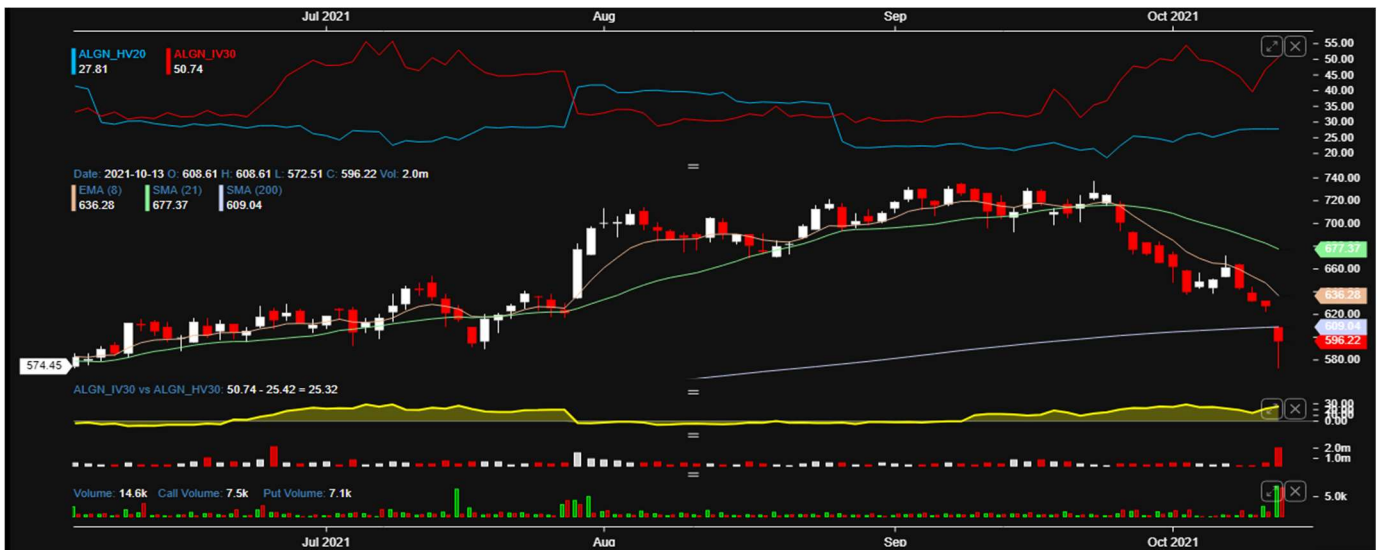 Jul 2021 Aug Sep Oct 2021
ALGN_HV20 ALGN_IV30
27.81 50.74
55.00
50.00
45.00
40.00
35.00
30.00
25.00
20.00
Date: 2021-10-13 O: 608.61 H: 608.61 L: 572.51 C: 596.22 Vol: 2.0m
EMA (8) SMA (21) SMA (200)
636.28 677.37 609.04
740.00
720.00
700.00
677.37
660.00
636.28
620.00
609.04
596.22
580.00
574.45
ALGN_IV30 vs ALGN_HV30: 50.74 - 25.42 = 25.32
30.00
10.00
0.00
2.0m
1.0m
Volume: 14.6k Call Volume: 7.5k Put Volume: 7.1k
5.0k
Jul 2021 Aug Sep Oct 2021